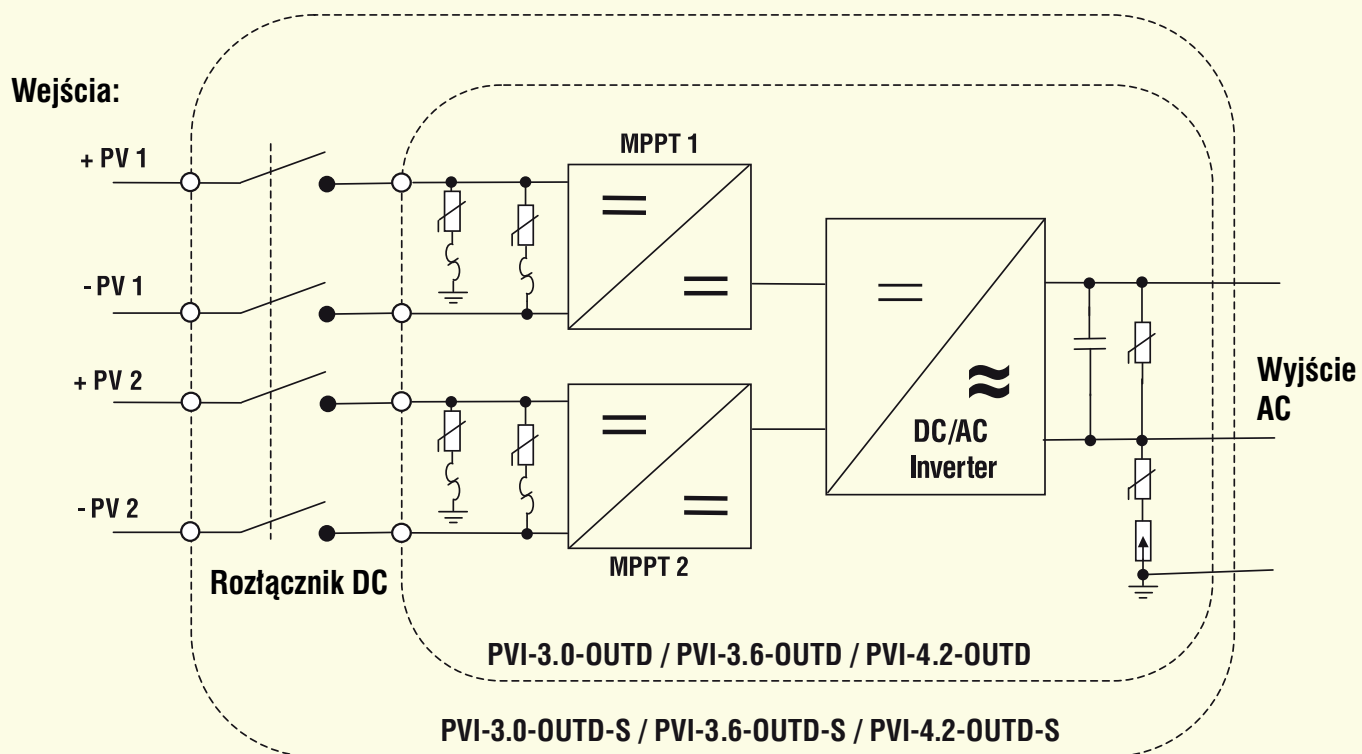 Wejścia:
+ PV 1
- PV 1
+ PV 2
- PV 2
Rozłącznik DC
MPPT 1
MPPT 2
DC/AC
Inverter
Wyjście
AC
PVI-3.0-OUTD / PVI-3.6-OUTD / PVI-4.2-OUTD
PVI-3.0-OUTD-S / PVI-3.6-OUTD-S / PVI-4.2-OUTD-S